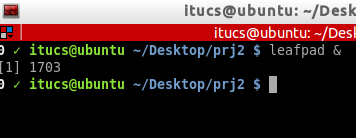 itucs@ubuntu: ~/Desktop/prj2
itucs@ubuntu: ~/Deskto
0 ✓ itucs@ubuntu ~/Desktop/prj2 $ leafpad &
[1] 1703
0 ✓ itucs@ubuntu ~/Desktop/prj2 $